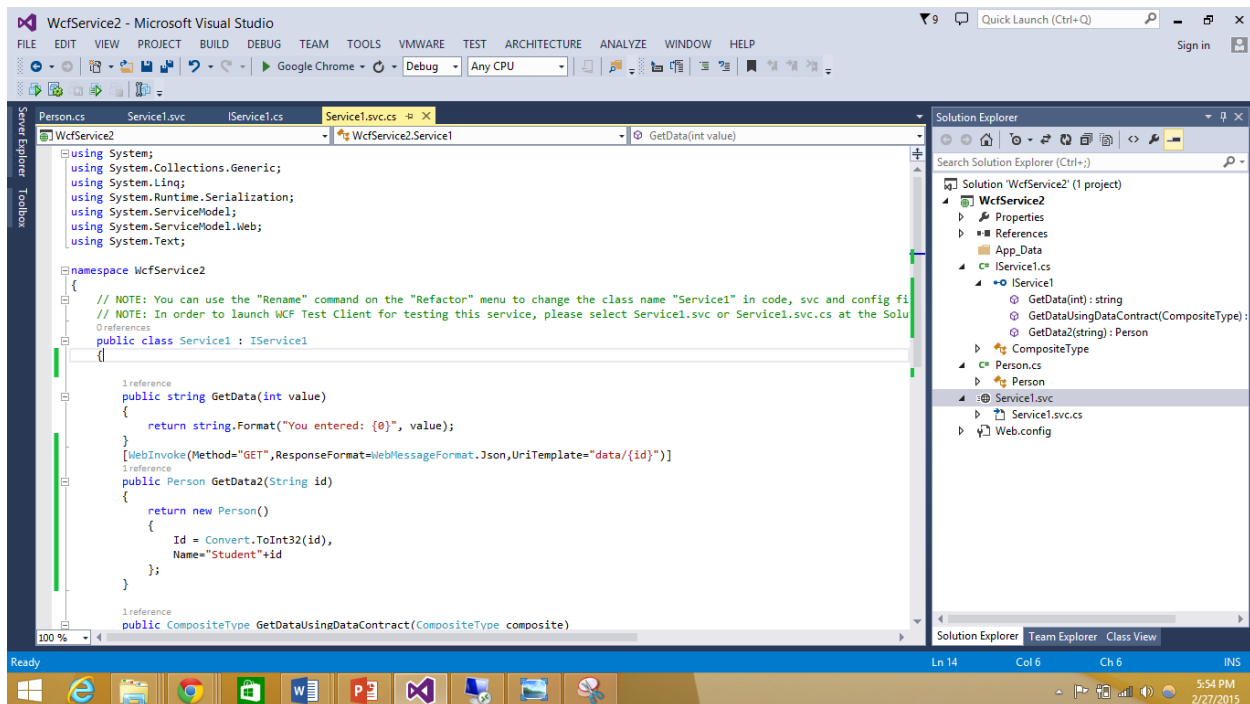 WcfService2 - Microsoft Visual Studio
9
Quick Launch (Ctrl+Q)
FILE EDIT VIEW PROJECT BUILD DEBUG TEAM TOOLS VMWARE TEST ARCHITECTURE ANALYZE WINDOW HELP
Sign in
Google Chrome
Debug
Any CPU
Server Explorer
Toolbox
Person.cs Service1.svc IService1.cs Service1.svc.cs
WcfService2
WcfService2.Service1
GetData(int value)
using System;
using System.Collections.Generic;
using System.Linq;
using System.Runtime.Serialization;
using System.ServiceModel;
using System.ServiceModel.Web;
using System.Text;
namespace WcfService2
{
// NOTE: You can use the "Rename" command on the "Refactor" menu to change the class name "Service1" in code, svc and config fi
// NOTE: In order to launch WCF Test Client for testing this service, please select Service1.svc or Service1.svc.cs at the Solu
0 references
public class Service1 : IService1
{
1 reference
public string GetData(int value)
{
return string.Format("You entered: {0}", value);
}
[WebInvoke(Method="GET",ResponseFormat=WebMessageFormat.Json,UriTemplate="data/{id}")]
1 reference
public Person GetData2(String id)
{
return new Person()
{
Id = Convert.ToInt32(id),
Name="Student"+id
};
}
1 reference
public CompositeType GetDataUsingDataContract(CompositeType composite)
100 %
Solution Explorer
Search Solution Explorer (Ctrl+;)
Solution 'WcfService2' (1 project)
WcfService2
Properties
References
App_Data
C# IService1.cs
IService1
GetData(int) : string
GetDataUsingDataContract(CompositeType) :
GetData2(string) : Person
CompositeType
C# Person.cs
Person
Service1.svc
Service1.svc.cs
Web.config
Solution Explorer Team Explorer Class View
Ready
Ln 14 Col 6 Ch 6 INS
5:54 PM
2/27/2015